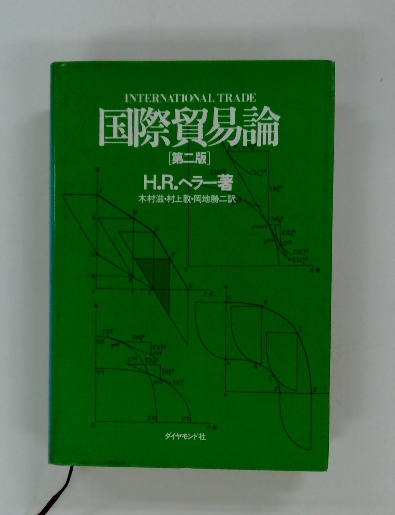 INTERNATIONAL TRADE
国際貿易論
[第二版]
H.R.ヘラー著
木村滋・村上敦・岡地勝二訳
ダイヤモンド社